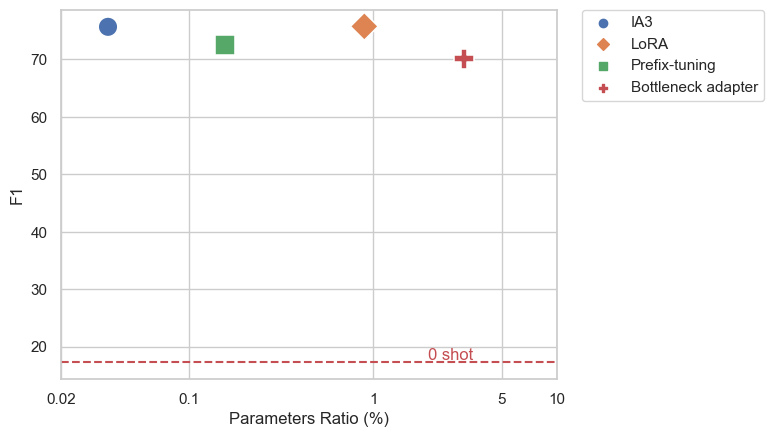 IA3
LoRA
Prefix-tuning
Bottleneck adapter
F1
70
60
50
40
30
20
0 shot
0.02
0.1
1
5
10
Parameters Ratio (%)